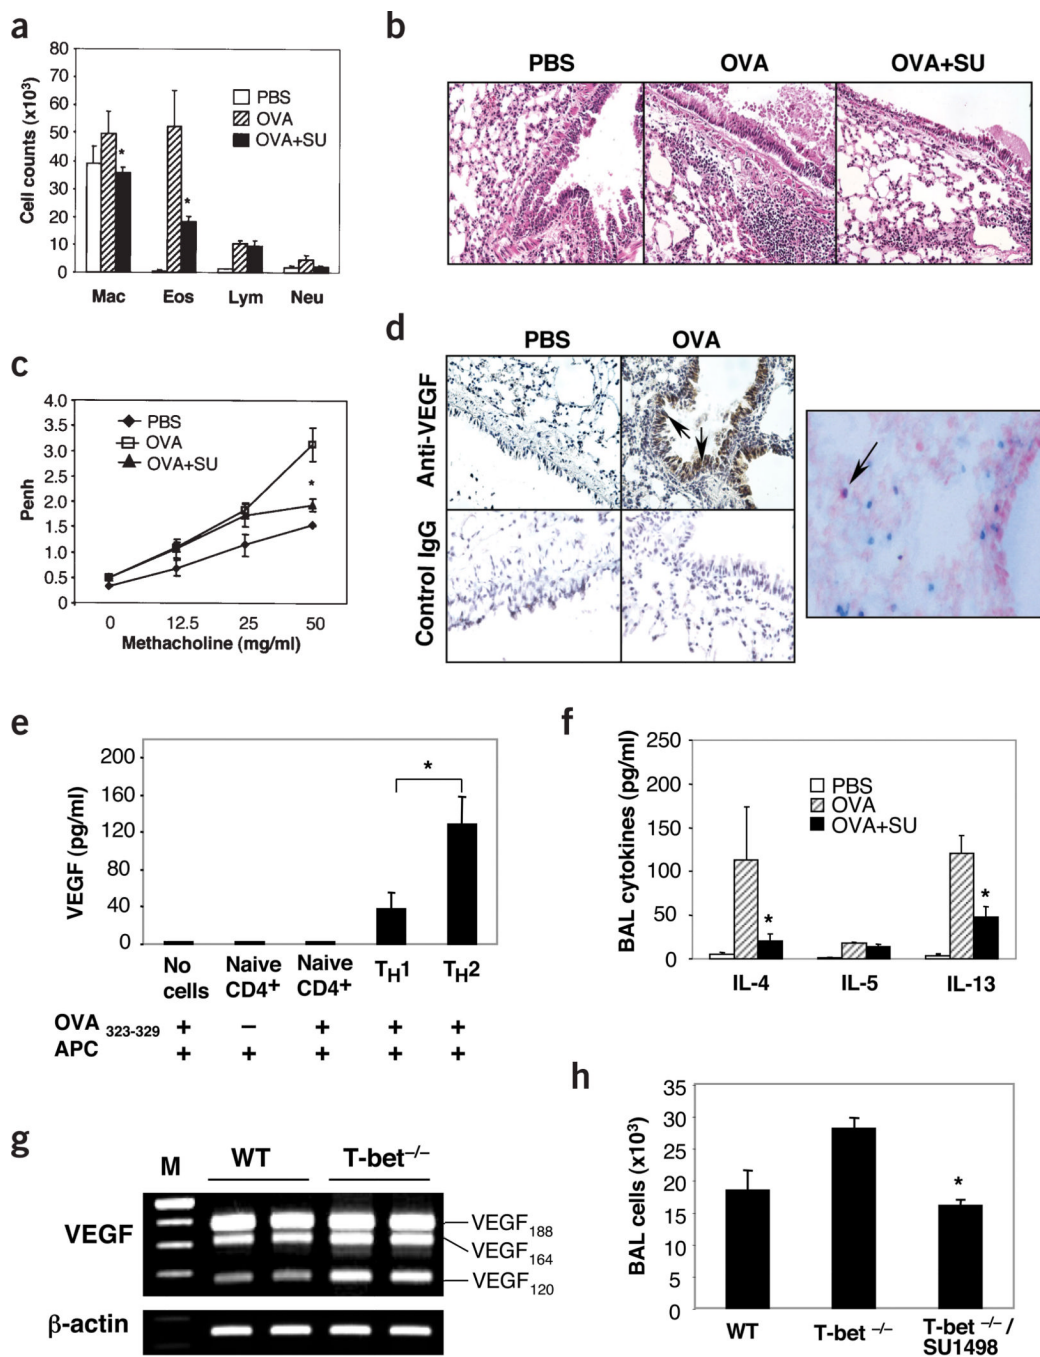 a
80
70
60
50
40
30
20
10
0
Cell counts (x10³)
PBS
OVA
OVA+SU
*
*
Mac Eos Lym Neu
b
PBS OVA OVA+SU
c
4.0
3.5
3.0
2.5
2.0
1.5
1.0
0.5
0
Penh
PBS
OVA
OVA+SU
*
0 12.5 25 50
Methacholine (mg/ml)
d
PBS OVA
Anti-VEGF
Control IgG
e
200
160
120
80
40
0
VEGF (pg/ml)
*
No cells
Naive CD4+
Naive CD4+
TH1
TH2
OVA 323-329 + – + + +
APC + + + + +
f
250
200
150
100
50
0
BAL cytokines (pg/ml)
PBS
OVA
OVA+SU
*
*
IL-4 IL-5 IL-13
g
M WT T-bet–/–
VEGF
VEGF188
VEGF164
VEGF120
β-actin
h
35
30
25
20
15
10
5
0
BAL cells (x10³)
*
WT T-bet –/– T-bet –/– /
SU1498